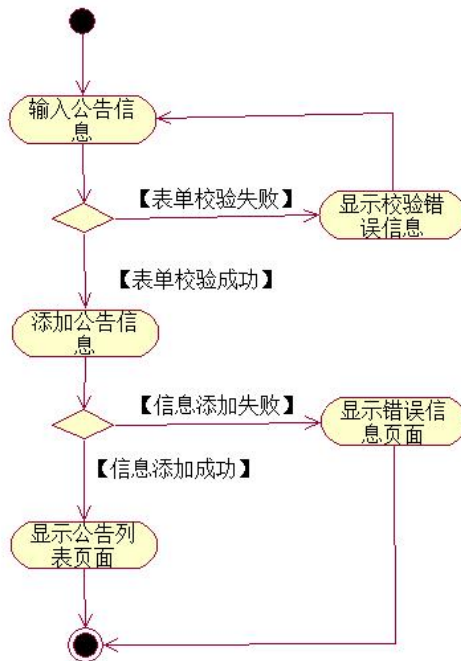 输入公告信
息
【表单校验失败】
显示校验错
误信息
【表单校验成功】
添加公告信
息
【信息添加失败】
显示错误信
息页面
【信息添加成功】
显示公告列
表页面